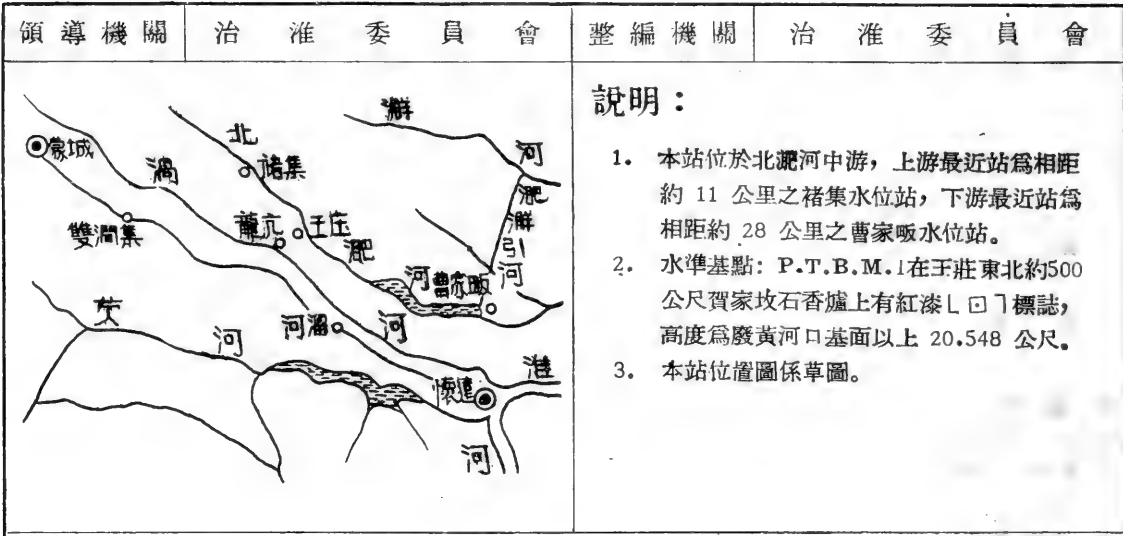 領導機關 治淮委員會 整編機關 治淮委員會
說明：
1. 本站位於北淝河中游，上游最近站爲相距
約 11 公里之褚集水位站，下游最近站爲
相距約 28 公里之曹家畈水位站。
2. 水準基點：P.T.B.M.1在王莊東北約500
公尺賀家坟石香爐上有紅漆∟⊡⅂標誌，
高度爲廢黃河口基面以上 20.548 公尺。
3. 本站位置圖係草圖。
澥河
北淝河
蒙城
渦河
褚集
雙澗集
龍亢
王庄
淝澥引河
曹家畈
茨河
河溜
懷遠
淮河